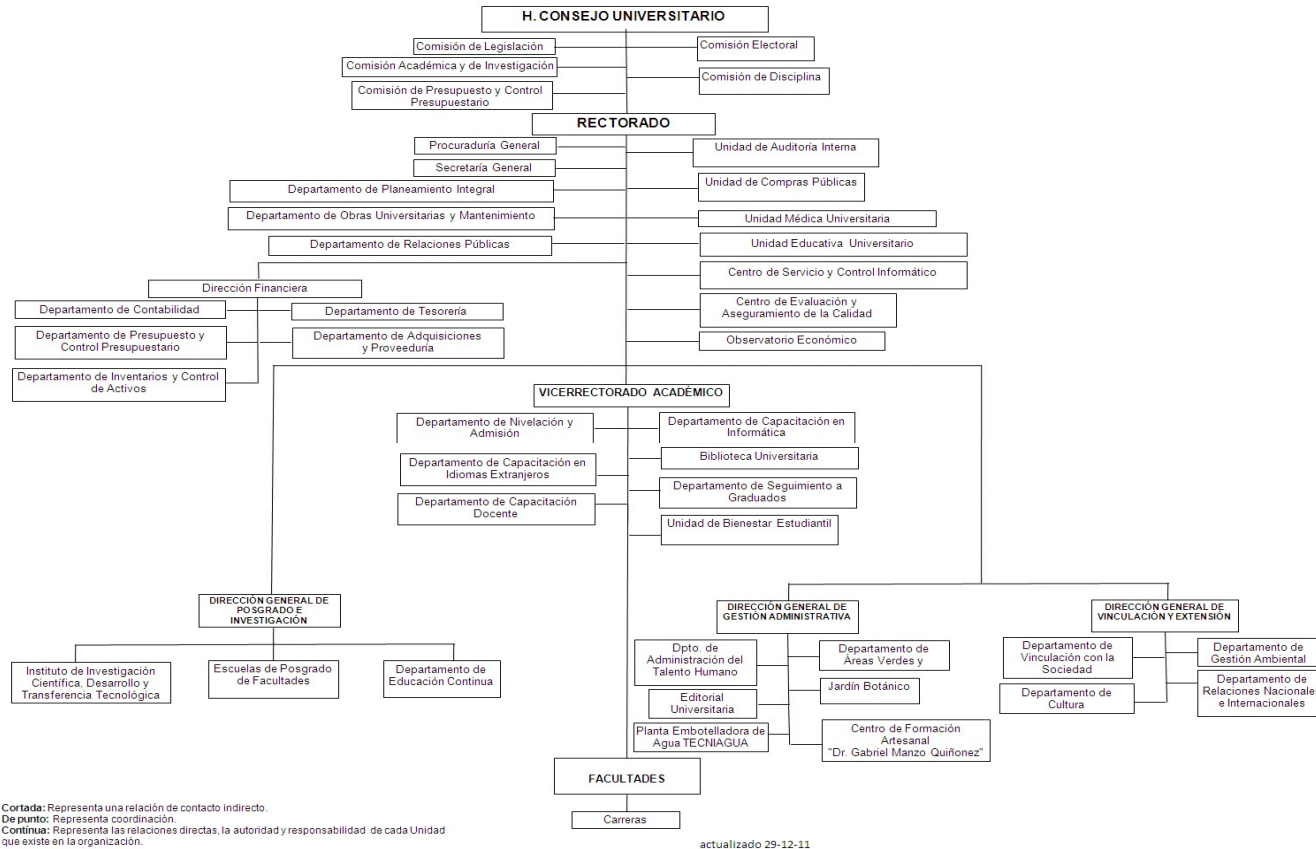 H. CONSEJO UNIVERSITARIO
Comisión de Legislación
Comisión Electoral
Comisión Académica y de Investigación
Comisión de Disciplina
Comisión de Presupuesto y Control
Presupuestario
RECTORADO
Procuraduría General
Unidad de Auditoría Interna
Secretaría General
Departamento de Planeamiento Integral
Unidad de Compras Públicas
Departamento de Obras Universitarias y Mantenimiento
Unidad Médica Universitaria
Departamento de Relaciones Públicas
Unidad Educativa Universitario
Centro de Servicio y Control Informático
Dirección Financiera
Departamento de Contabilidad
Departamento de Tesorería
Centro de Evaluación y
Aseguramiento de la Calidad
Departamento de Presupuesto y
Control Presupuestario
Departamento de Adquisiciones
y Proveeduría
Observatorio Económico
Departamento de Inventarios y Control
de Activos
VICERRECTORADO ACADÉMICO
Departamento de Nivelación y
Admisión
Departamento de Capacitación en
Informática
Departamento de Capacitación en
Idiomas Extranjeros
Biblioteca Universitaria
Departamento de Seguimiento a
Graduados
Departamento de Capacitación
Docente
Unidad de Bienestar Estudiantil
DIRECCIÓN GENERAL DE
POSGRADO E
INVESTIGACIÓN
DIRECCIÓN GENERAL DE
GESTIÓN ADMINISTRATIVA
DIRECCIÓN GENERAL DE
VINCULACIÓN Y EXTENSIÓN
Instituto de Investigación
Científica, Desarrollo y
Transferencia Tecnológica
Escuelas de Posgrado
de Facultades
Departamento de
Educación Continua
Dpto. de
Administración del
Talento Humano
Departamento de
Áreas Verdes y
Departamento de
Vinculación con la
Sociedad
Departamento de
Gestión Ambiental
Editorial
Universitaria
Jardín Botánico
Departamento de
Cultura
Departamento de
Relaciones Nacionales
e Internacionales
Planta Embotelladora de
Agua TECNIAGUA
Centro de Formación
Artesanal
"Dr. Gabriel Manzo Quiñonez"
FACULTADES
Carreras
Cortada: Representa una relación de contacto indirecto.
De punto: Representa coordinación.
Contínua: Representa las relaciones directas, la autoridad y responsabilidad de cada Unidad
que existe en la organización.
actualizado 29-12-11